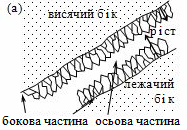 (а)
висячий бік
ріст
лежачий
бік
бокова частина осьова частина